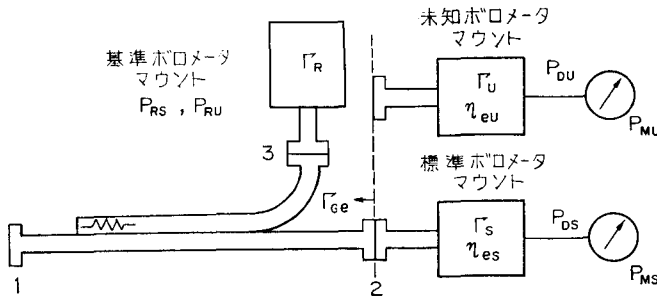 基準ボロメータ
マウント
P_RS , P_RU
Γ_R
3
Γ_Ge
1
2
未知ボロメータ
マウント
Γ_U
η_eU
P_DU
P_MU
標準ボロメータ
マウント
Γ_S
η_es
P_DS
P_MS